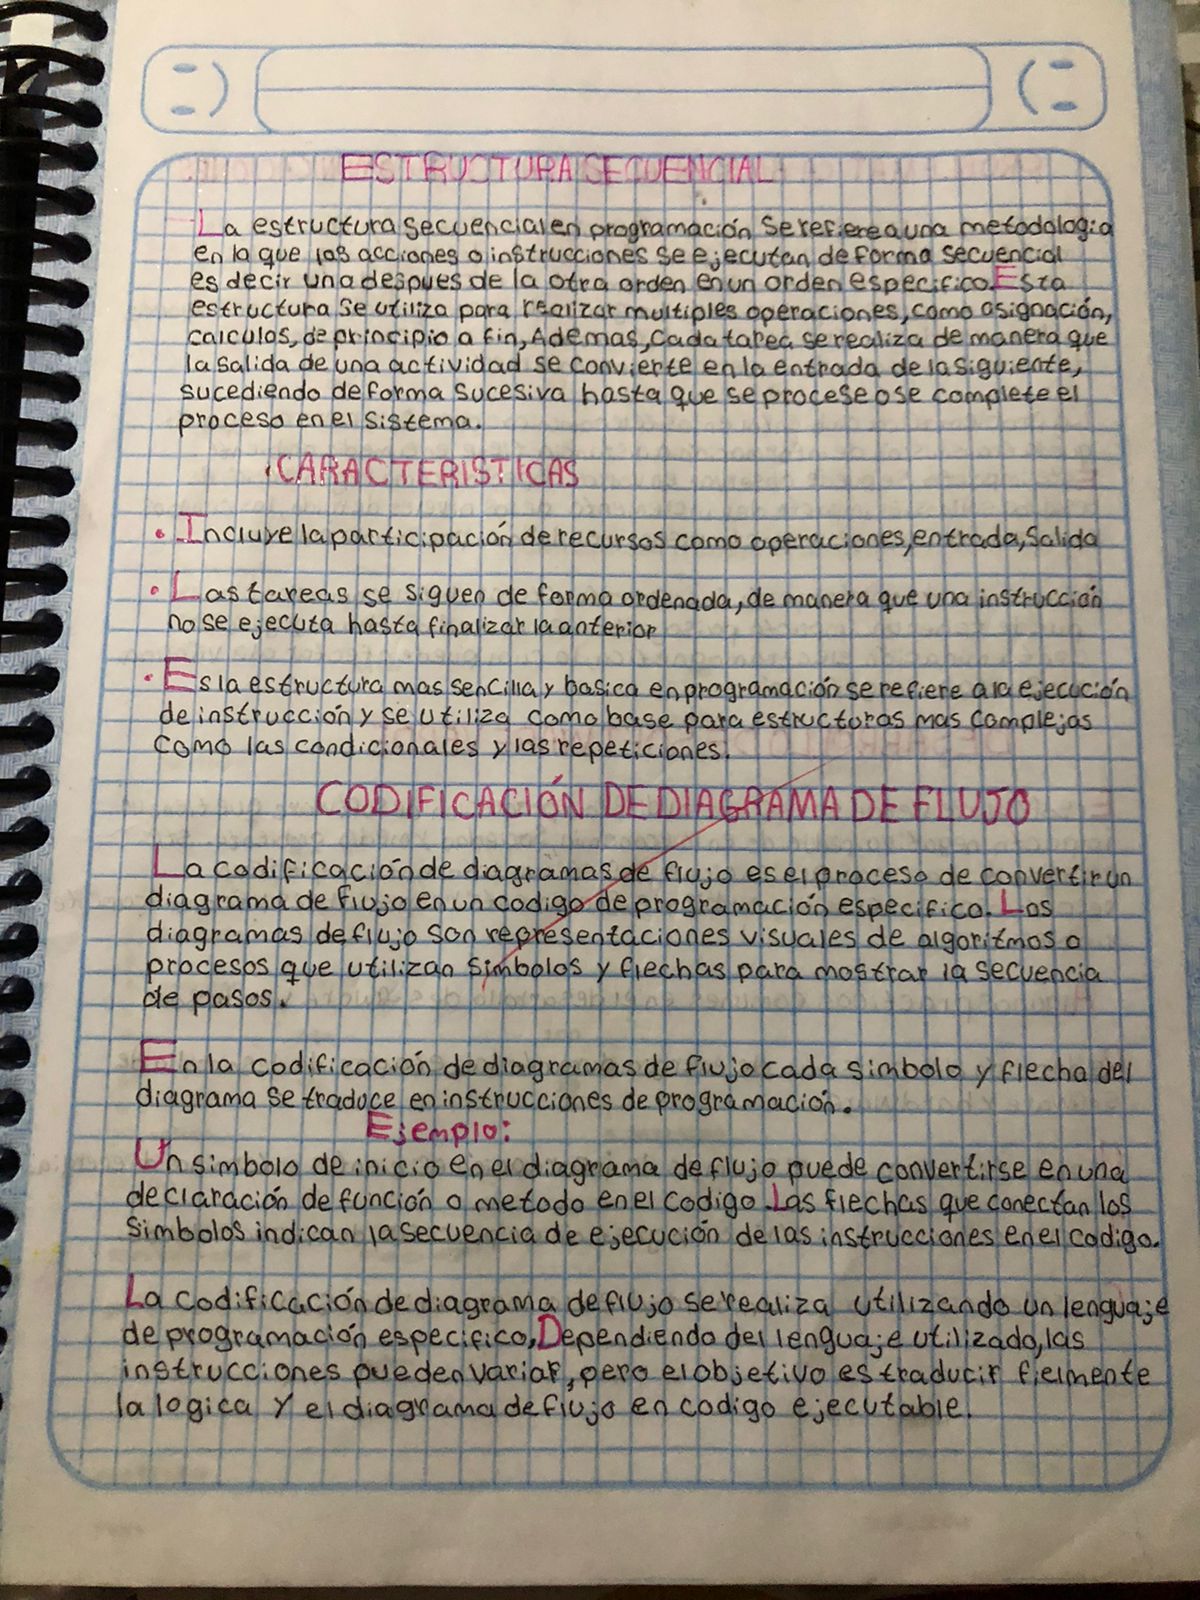 ESTRUCTURA SECUENCIAL
La estructura secuencial en programación se refiere a una metodologia
en la que las acciones o instrucciones se ejecutan de forma secuencial
es decir una despues de la otra orden en un orden especifico. Esta
estructura se utiliza para realizar multiples operaciones, como asignación,
calculos, de principio a fin, Ademas, Cada tarea se realiza de manera que
la salida de una actividad se convierte en la entrada de la siguiente,
sucediendo de forma sucesiva hasta que se procese o se complete el
proceso en el sistema.
CARACTERISTICAS
• Incluye la participación de recursos como operaciones, entrada, Salida
• Las tareas se siguen de forma ordenada, de manera que una instrucción
no se ejecuta hasta finalizar la anterior
• Es la estructura mas sencilla y basica en programación se refiere a la ejecución
de instrucción y se utiliza como base para estructuras mas complejas
como las condicionales y las repeticiones.
CODIFICACIÓN DE DIAGRAMA DE FLUJO
La codificación de diagramas de flujo es el proceso de convertir un
diagrama de flujo en un codigo de programación especifico. Los
diagramas de flujo son representaciones visuales de algoritmos o
procesos que utilizan simbolos y flechas para mostrar la secuencia
de pasos.
En la codificación de diagramas de flujo cada simbolo y flecha del
diagrama se traduce en instrucciones de programación.
Ejemplo:
Un simbolo de inicio en el diagrama de flujo puede convertirse en una
declaración de función o metodo en el codigo. Las flechas que conectan los
simbolos indican la secuencia de ejecución de las instrucciones en el codigo.
La codificación de diagrama de flujo se realiza utilizando un lenguaje
de programación especifico, Dependiendo del lenguaje utilizado, las
instrucciones pueden variar, pero el objetivo es traducir fielmente
la logica y el diagrama de flujo en codigo ejecutable.